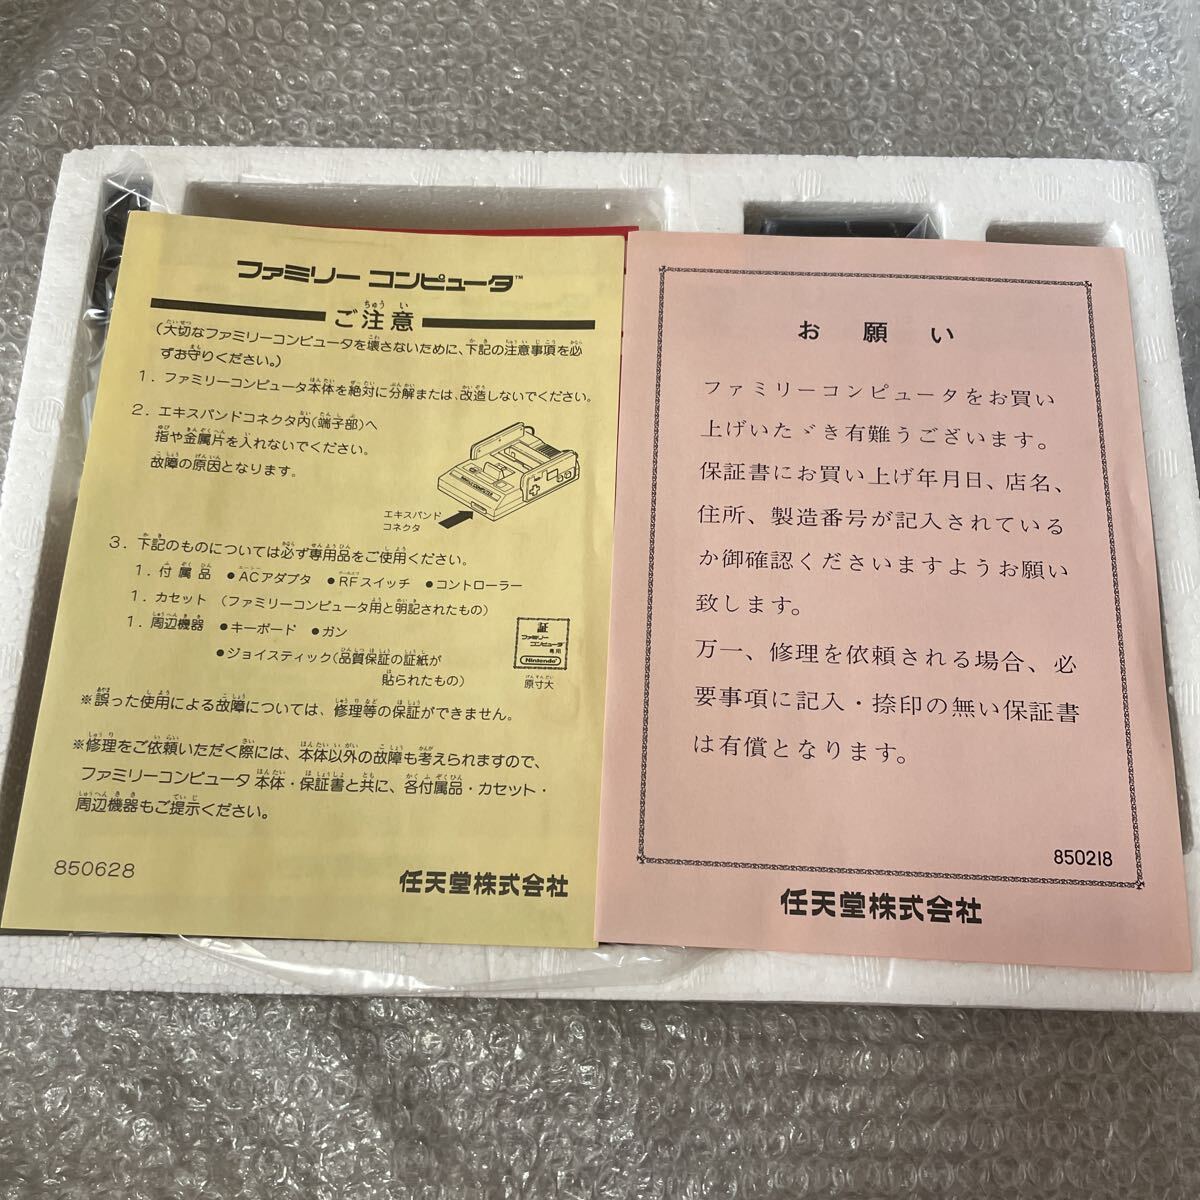 ファミリー コンピュータ™
ご注意
(大切なファミリーコンピュータを壊さないために、下記の注意事項を必
ずお守りください。)
1. ファミリーコンピュータ本体を絶対に分解または、改造しないでください。
2. エキスパンドコネクタ内(端子部)へ
指や金属片を入れないでください。
故障の原因となります。
エキスパンド
コネクタ
3. 下記のものについては必ず専用品をご使用ください。
1. 付属品 ●ACアダプタ ●RFスイッチ ●コントローラー
1. カセット (ファミリーコンピュータ用と明記されたもの)
1. 周辺機器 ●キーボード ●ガン
●ジョイスティック(品質保証の証紙が
貼られたもの)
証
ファミリー
コンピュータ
専用
Nintendo
原寸大
※誤った使用による故障については、修理等の保証ができません。
※修理をご依頼いただく際には、本体以外の故障も考えられますので、
ファミリーコンピュータ 本体・保証書と共に、各付属品・カセット・
周辺機器もご提示ください。
850628
任天堂株式会社
お願い
ファミリーコンピュータをお買い
上げいたゞき有難うございます。
保証書にお買い上げ年月日、店名、
住所、製造番号が記入されている
か御確認くださいますようお願い
致します。
万一、修理を依頼される場合、必
要事項に記入・捺印の無い保証書
は有償となります。
850218
任天堂株式会社